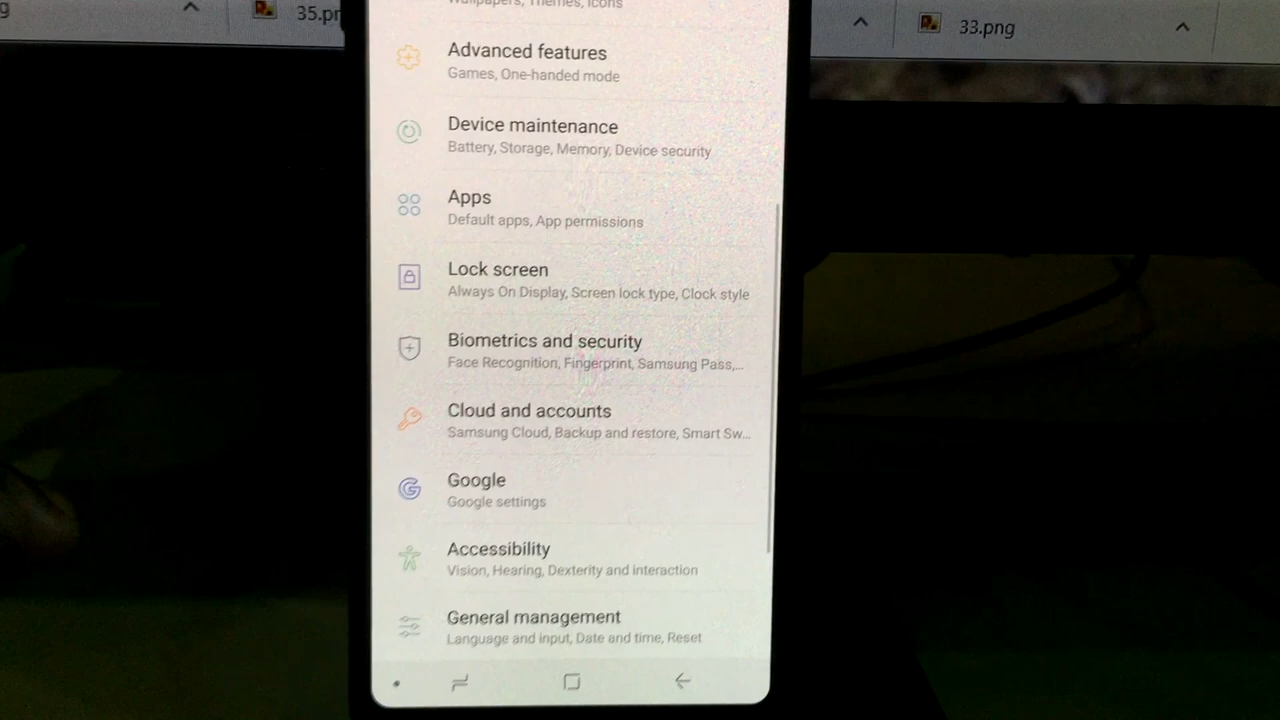 35.pn
33.png
Wallpapers, Themes, Icons
Advanced features
Games, One-handed mode
Device maintenance
Battery, Storage, Memory, Device security
Apps
Default apps, App permissions
Lock screen
Always On Display, Screen lock type, Clock style
Biometrics and security
Face Recognition, Fingerprint, Samsung Pass,...
Cloud and accounts
Samsung Cloud, Backup and restore, Smart Sw...
Google
Google settings
Accessibility
Vision, Hearing, Dexterity and interaction
General management
Language and input, Date and time, Reset